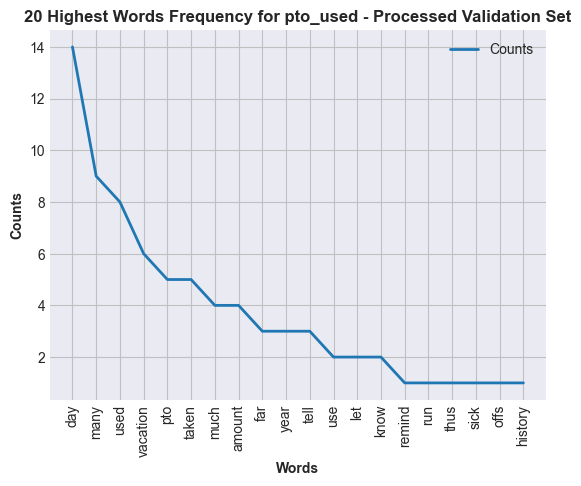 20 Highest Words Frequency for pto_used - Processed Validation Set
Counts
14
12
10
8
6
4
2
Counts
day
many
used
vacation
pto
taken
much
amount
far
year
tell
use
let
know
remind
run
thus
sick
offs
history
Words